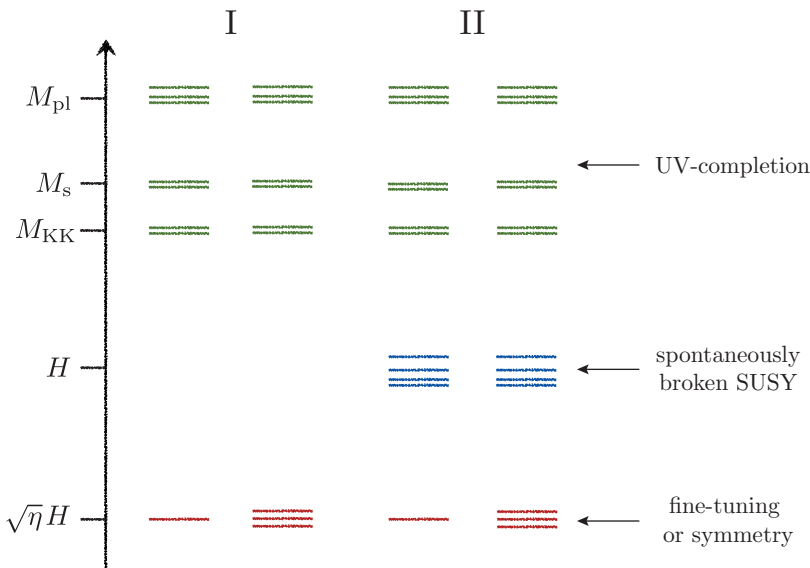 I II
M_pl
UV-completion
M_s
M_KK
H
spontaneously
broken SUSY
√η H
fine-tuning
or symmetry